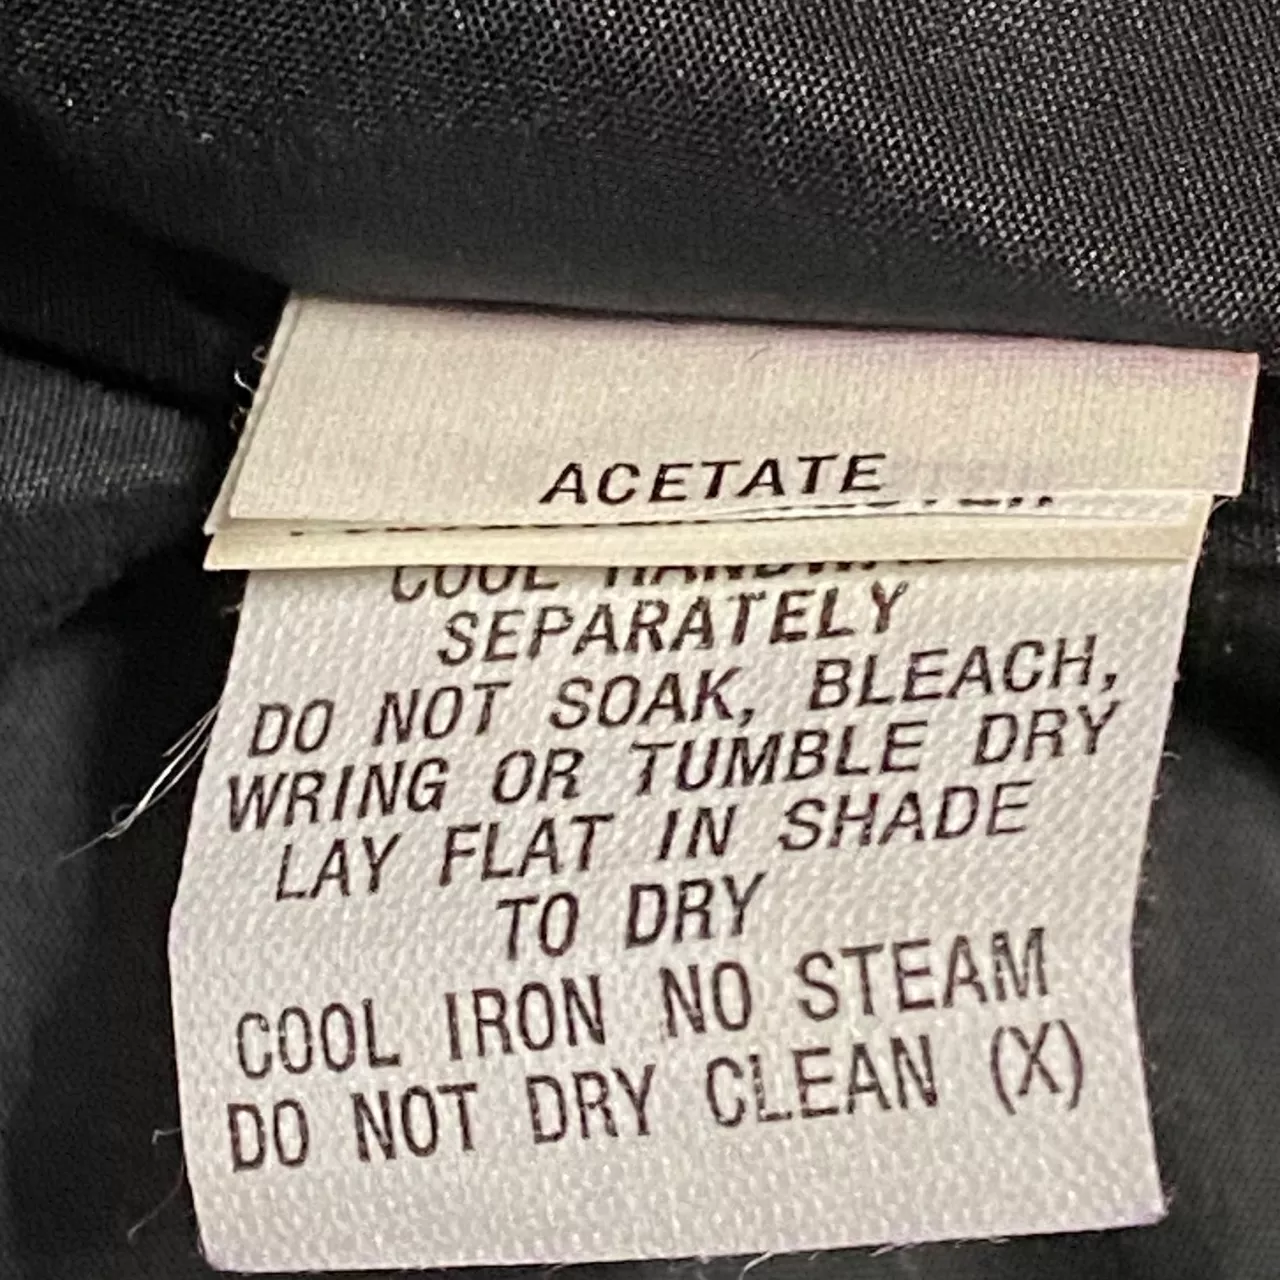 ACETATE
COOL
SEPARATELY
DO NOT SOAK, BLEACH,
WRING OR TUMBLE DRY
LAY FLAT IN SHADE
TO DRY
COOL IRON NO STEAM
DO NOT DRY CLEAN (X)